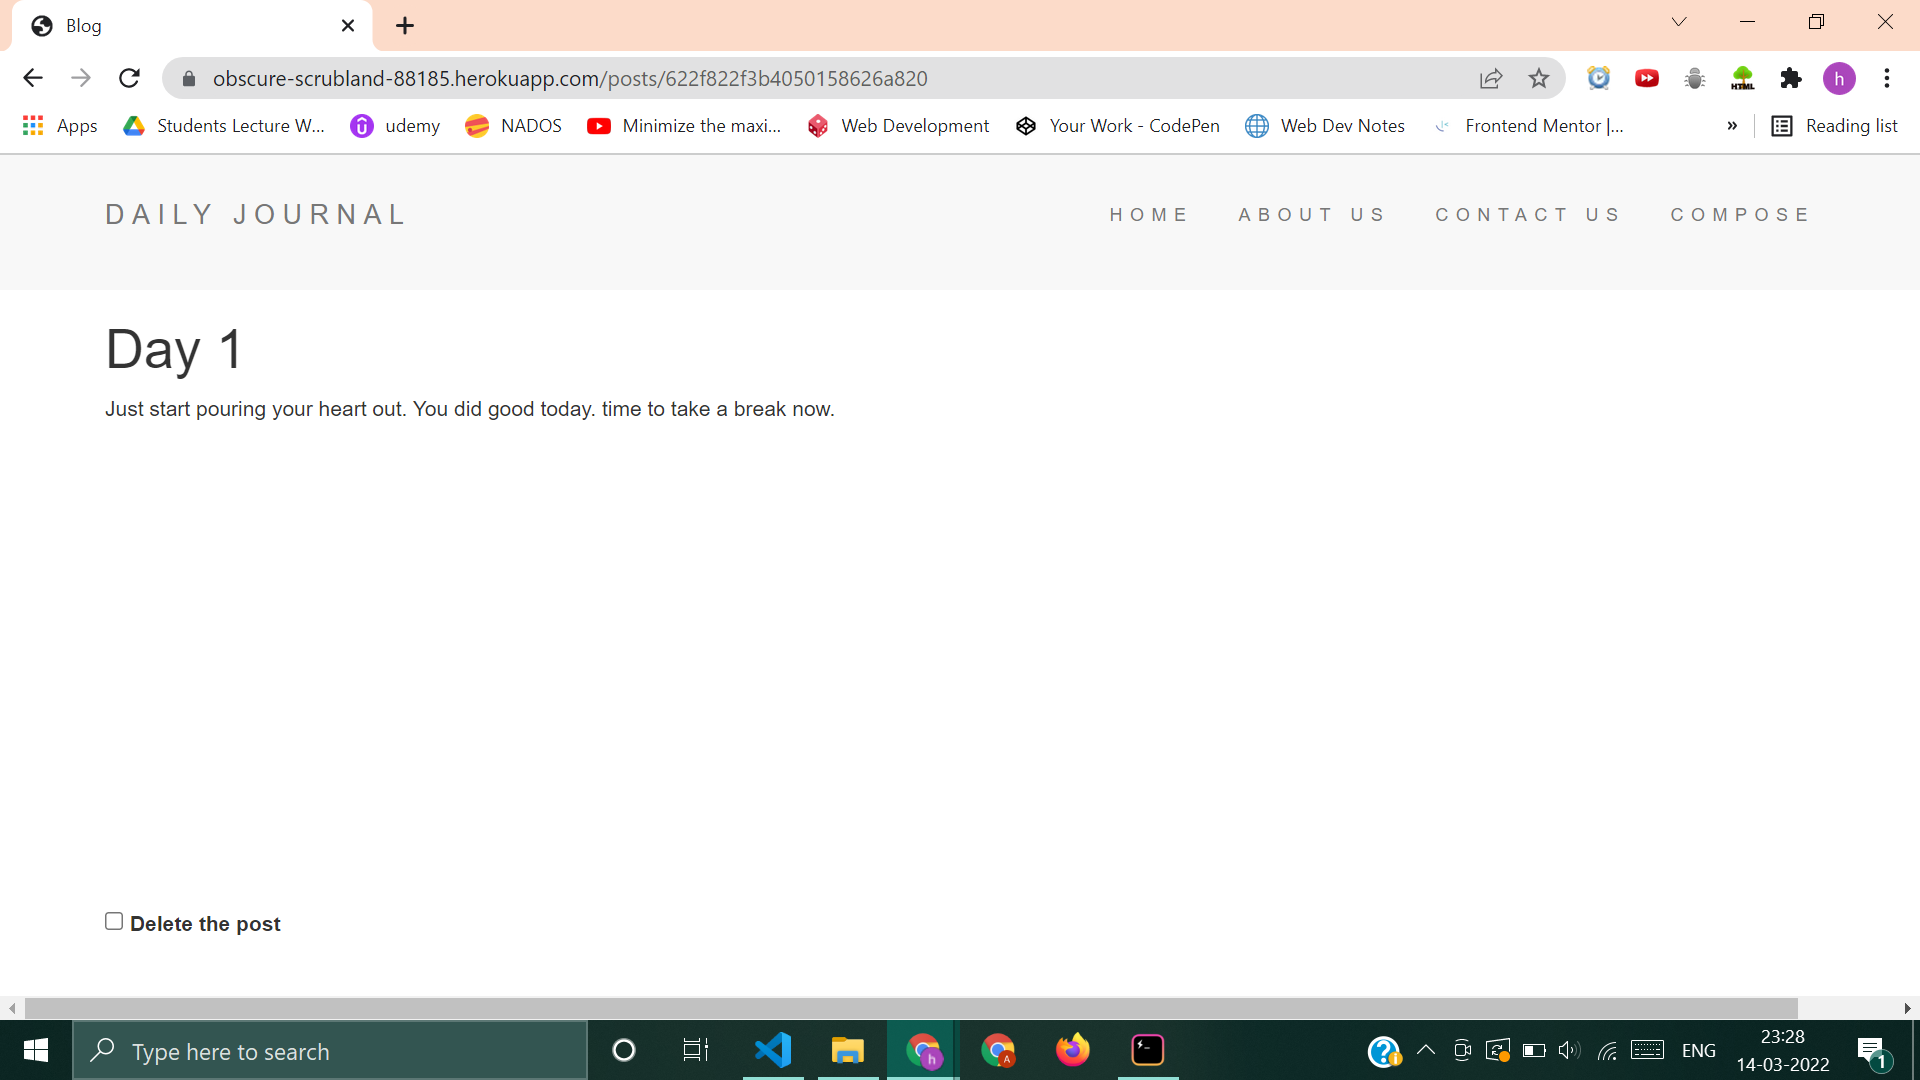 Blog
obscure-scrubland-88185.herokuapp.com/posts/622f822f3b4050158626a820
h
Apps
Students Lecture W...
udemy
NADOS
Minimize the maxi...
Web Development
Your Work - CodePen
Web Dev Notes
Frontend Mentor |...
»
Reading list
DAILY JOURNAL
HOME
ABOUT US
CONTACT US
COMPOSE
Day 1
Just start pouring your heart out. You did good today. time to take a break now.
Delete the post
Type here to search
ENG
23:28
14-03-2022
1